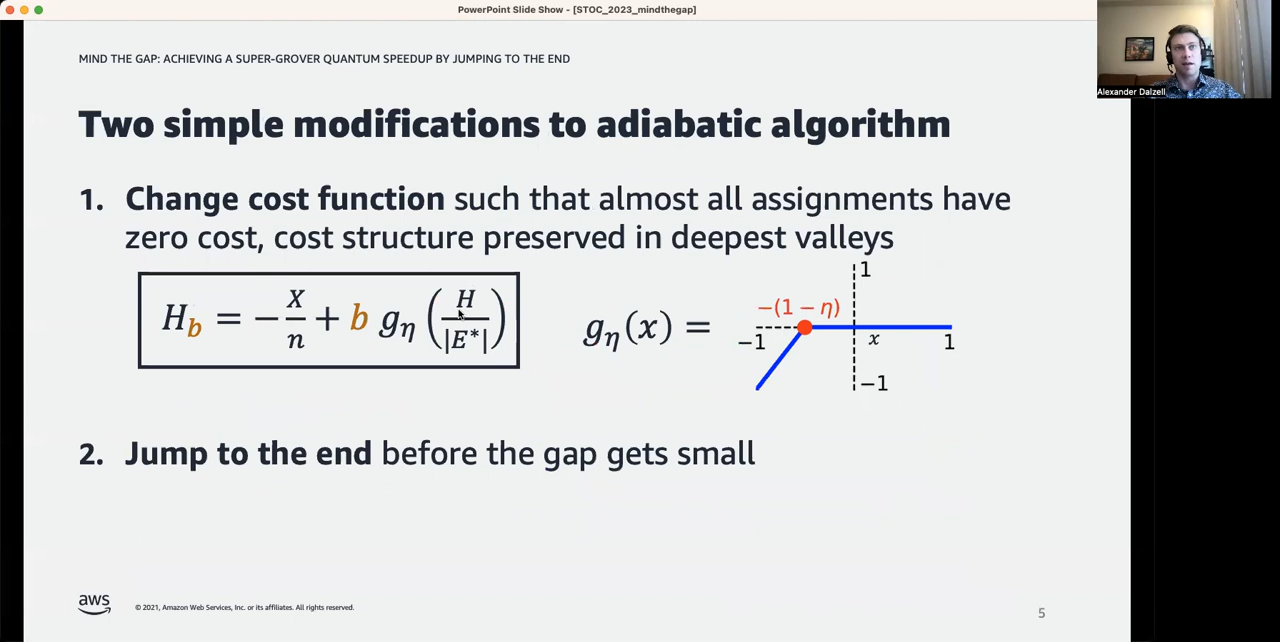 PowerPoint Slide Show - [STOC_2023_mindthegap]
Alexander Dalzell
MIND THE GAP: ACHIEVING A SUPER-GROVER QUANTUM SPEEDUP BY JUMPING TO THE END
Two simple modifications to adiabatic algorithm
1. Change cost function such that almost all assignments have
zero cost, cost structure preserved in deepest valleys
H_b = −X/n + b g_η (H/|E*|)
g_η(x) =
1
−(1 − η)
−1
x
1
−1
2. Jump to the end before the gap gets small
aws
© 2021, Amazon Web Services, Inc. or its affiliates. All rights reserved.
5